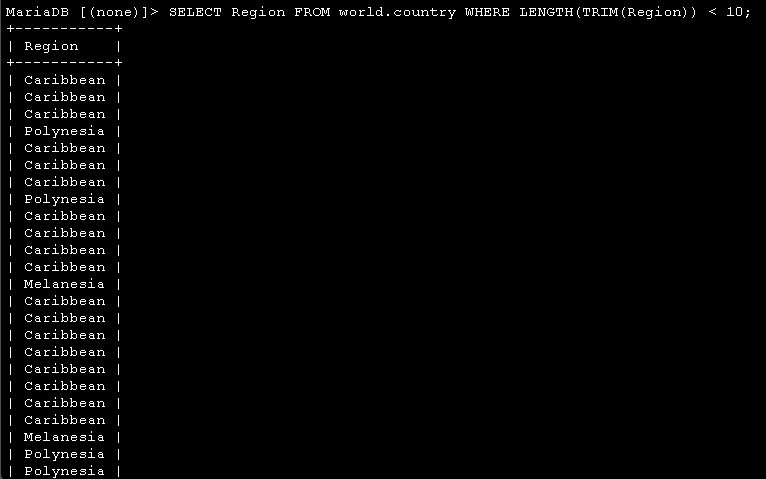 MariaDB [(none)]> SELECT Region FROM world.country WHERE LENGTH(TRIM(Region)) < 10;
+-----------+
| Region    |
+-----------+
| Caribbean |
| Caribbean |
| Caribbean |
| Polynesia |
| Caribbean |
| Caribbean |
| Caribbean |
| Polynesia |
| Caribbean |
| Caribbean |
| Caribbean |
| Caribbean |
| Melanesia |
| Caribbean |
| Caribbean |
| Caribbean |
| Caribbean |
| Caribbean |
| Caribbean |
| Caribbean |
| Caribbean |
| Melanesia |
| Polynesia |
| Polynesia |